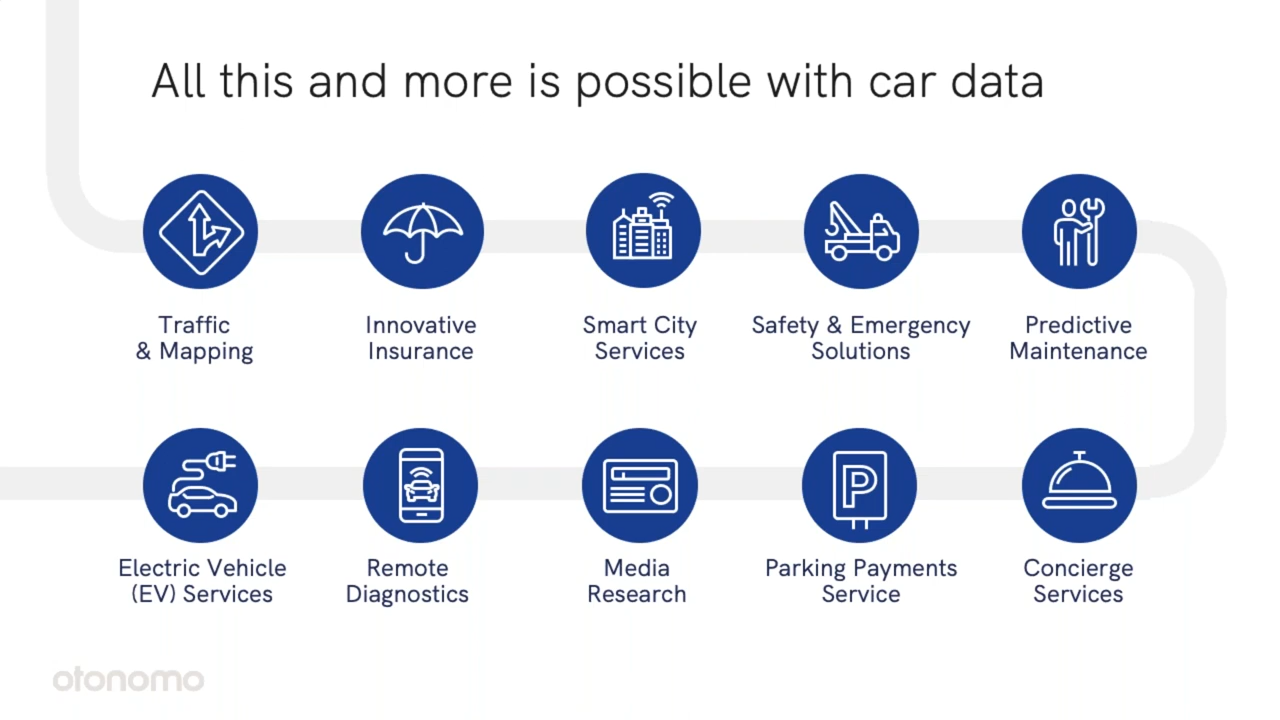 All this and more is possible with car data
Traffic
& Mapping
Innovative
Insurance
Smart City
Services
Safety & Emergency
Solutions
Predictive
Maintenance
P
Electric Vehicle
(EV) Services
Remote
Diagnostics
Media
Research
Parking Payments
Service
Concierge
Services
otonomo